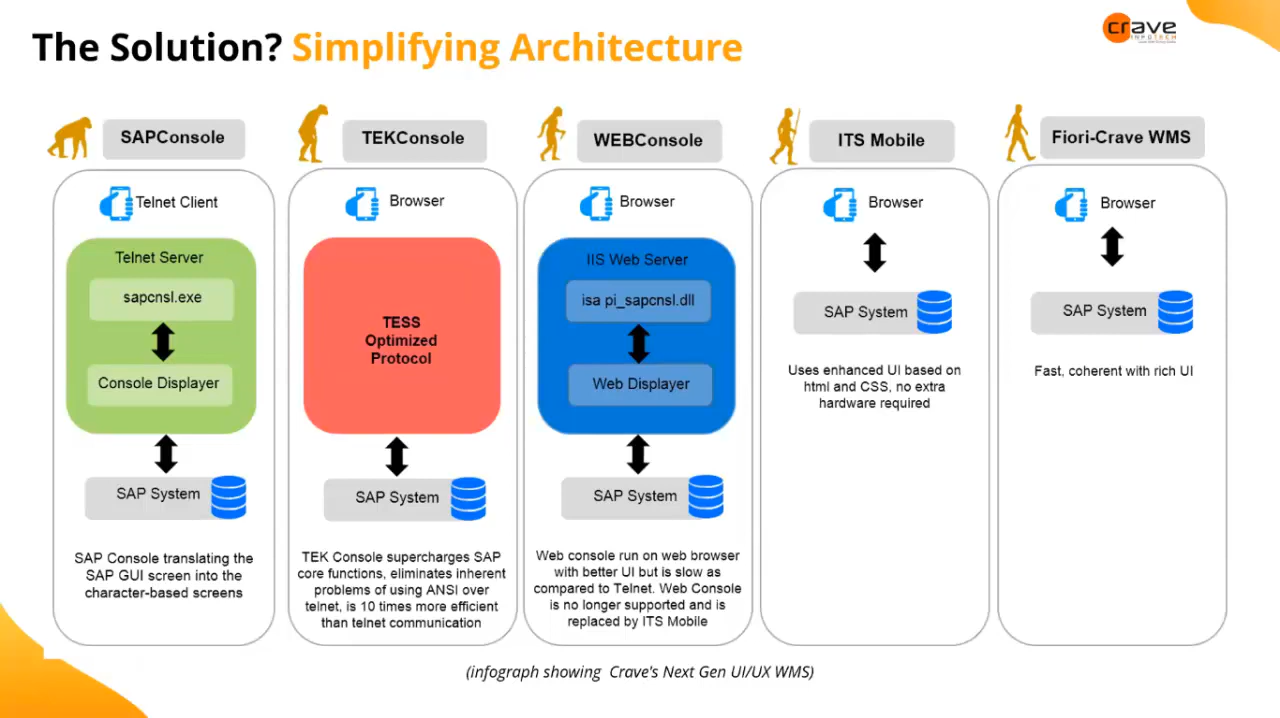 The Solution? Simplifying Architecture
crave
INFOTECH
SAPConsole
Telnet Client
Telnet Server
sapcnsl.exe
Console Displayer
SAP System
SAP Console translating the
SAP GUI screen into the
character-based screens
TEKConsole
Browser
TESS
Optimized
Protocol
SAP System
TEK Console supercharges SAP
core functions, eliminates inherent
problems of using ANSI over
telnet, is 10 times more efficient
than telnet communication
WEBConsole
Browser
IIS Web Server
isa pi_sapcnsl.dll
Web Displayer
SAP System
Web console run on web browser
with better UI but is slow as
compared to Telnet. Web Console
is no longer supported and is
replaced by ITS Mobile
ITS Mobile
Browser
SAP System
Uses enhanced UI based on
html and CSS, no extra
hardware required
Fiori-Crave WMS
Browser
SAP System
Fast, coherent with rich UI
(infograph showing Crave's Next Gen UI/UX WMS)